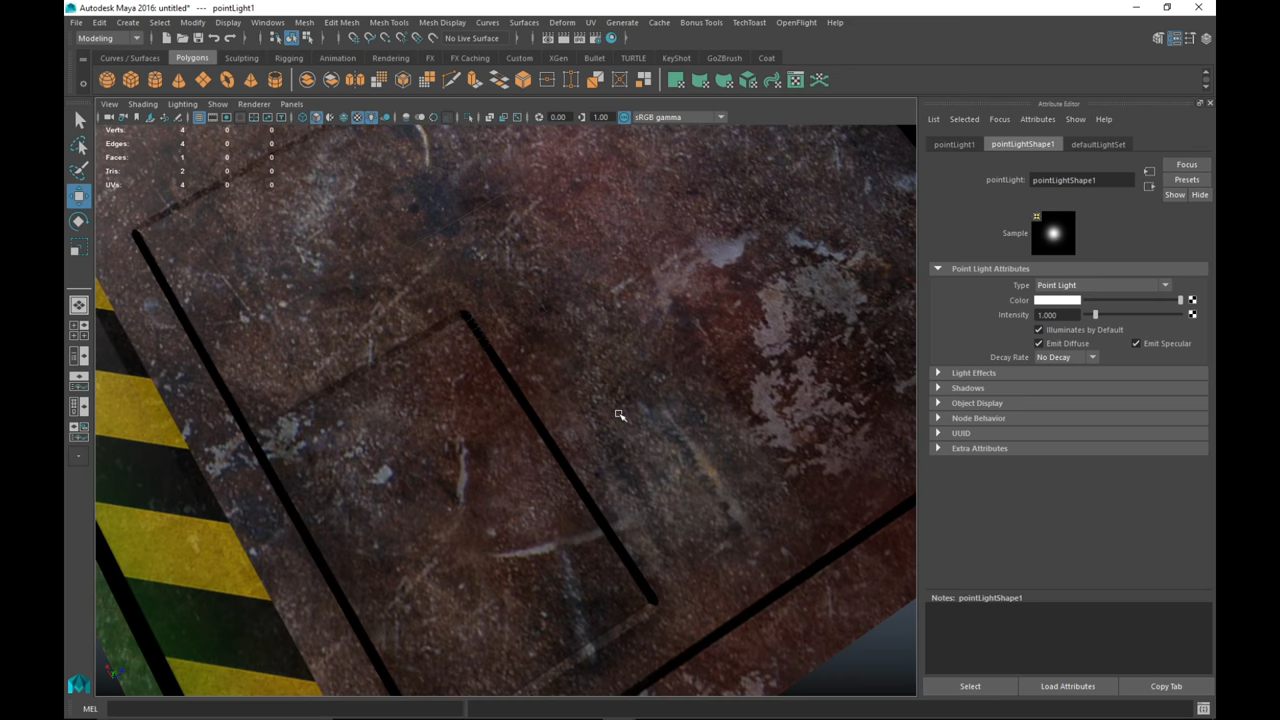 Autodesk Maya 2016: untitled* --- pointLight1
File Edit Create Select Modify Display Windows Mesh Edit Mesh Mesh Tools Mesh Display Curves Surfaces Deform UV Generate Cache Bonus Tools TechToast OpenFlight Help
Modeling No Live Surface
Curves / Surfaces Polygons Sculpting Rigging Animation Rendering FX FX Caching Custom XGen Bullet TURTLE KeyShot GoZBrush Coat
View Shading Lighting Show Renderer Panels
0.00 1.00 sRGB gamma
Verts: 4 0 0
Edges: 4 0 0
Faces: 1 0 0
Tris: 2 0 0
UVs: 4 0 0
Attribute Editor
List Selected Focus Attributes Show Help
pointLight1 pointLightShape1 defaultLightSet
Focus
pointLight: pointLightShape1 Presets
Show Hide
Sample
Point Light Attributes
Type Point Light
Color
Intensity 1.000
Illuminates by Default
Emit Diffuse Emit Specular
Decay Rate No Decay
Light Effects
Shadows
Object Display
Node Behavior
UUID
Extra Attributes
Notes: pointLightShape1
Select Load Attributes Copy Tab
MEL